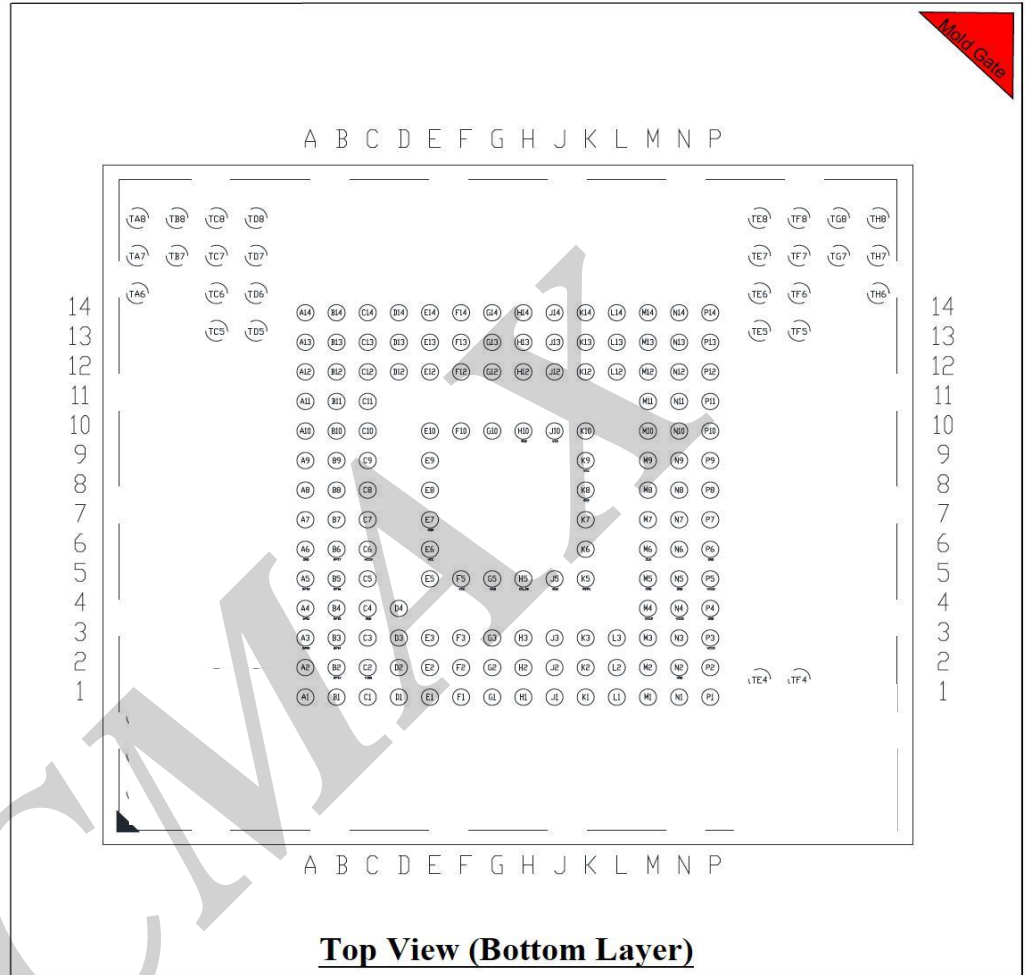 Mold Gate
A B C D E F G H J K L M N P
TA8 TB8 TC8 TD8 TE8 TF8 TG8 TH8
TA7 TB7 TC7 TD7 TE7 TF7 TG7 TH7
TA6 TC6 TD6 TE6 TF6 TH6
14 A14 B14 C14 D14 E14 F14 G14 H14 J14 K14 L14 M14 N14 P14 14
TC5 TD5 TE5 TF5
13 A13 B13 C13 D13 E13 F13 G13 H13 J13 K13 L13 M13 N13 P13 13
12 A12 B12 C12 D12 E12 F12 G12 H12 J12 K12 L12 M12 N12 P12 12
11 A11 B11 C11 M11 N11 P11 11
10 A10 B10 C10 E10 F10 G10 H10 J10 K10 M10 N10 P10 10
9 A9 B9 C9 E9 K9 M9 N9 P9 9
8 A8 B8 C8 E8 K8 M8 N8 P8 8
7 A7 B7 C7 E7 K7 M7 N7 P7 7
6 A6 B6 C6 E6 K6 M6 N6 P6 6
5 A5 B5 C5 E5 F5 G5 H5 J5 K5 M5 N5 P5 5
4 A4 B4 C4 D4 M4 N4 P4 4
3 A3 B3 C3 D3 E3 F3 G3 H3 J3 K3 L3 M3 N3 P3 3
2 A2 B2 C2 D2 E2 F2 G2 H2 J2 K2 L2 M2 N2 P2 2
TE4 TF4
1 A1 B1 C1 D1 E1 F1 G1 H1 J1 K1 L1 M1 N1 P1 1
A B C D E F G H J K L M N P
CMAX
Top View (Bottom Layer)